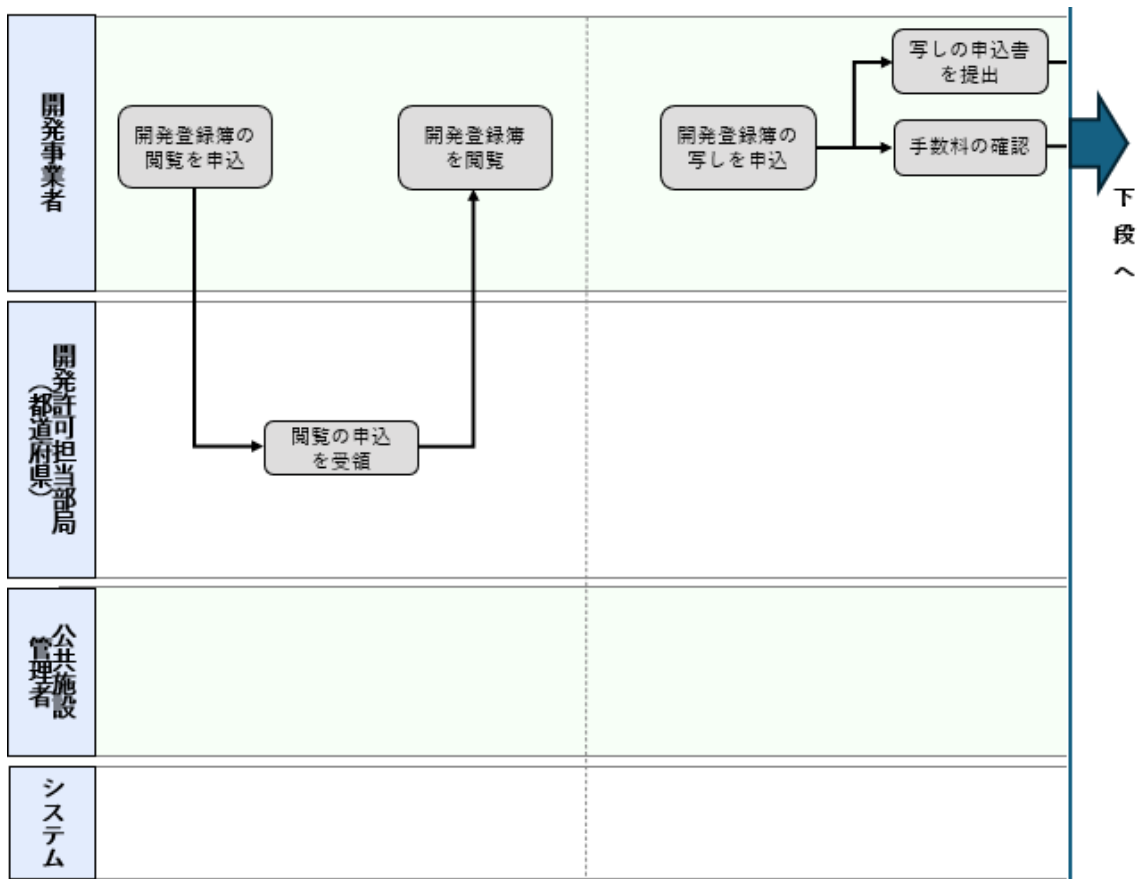 開発事業者
開発登録簿の
閲覧を申込
開発登録簿
を閲覧
開発登録簿の
写しを申込
写しの申込書
を提出
手数料の確認
下段へ
開発許可担当部局
（都道府県）
閲覧の申込
を受領
公共施設
管理者
システム